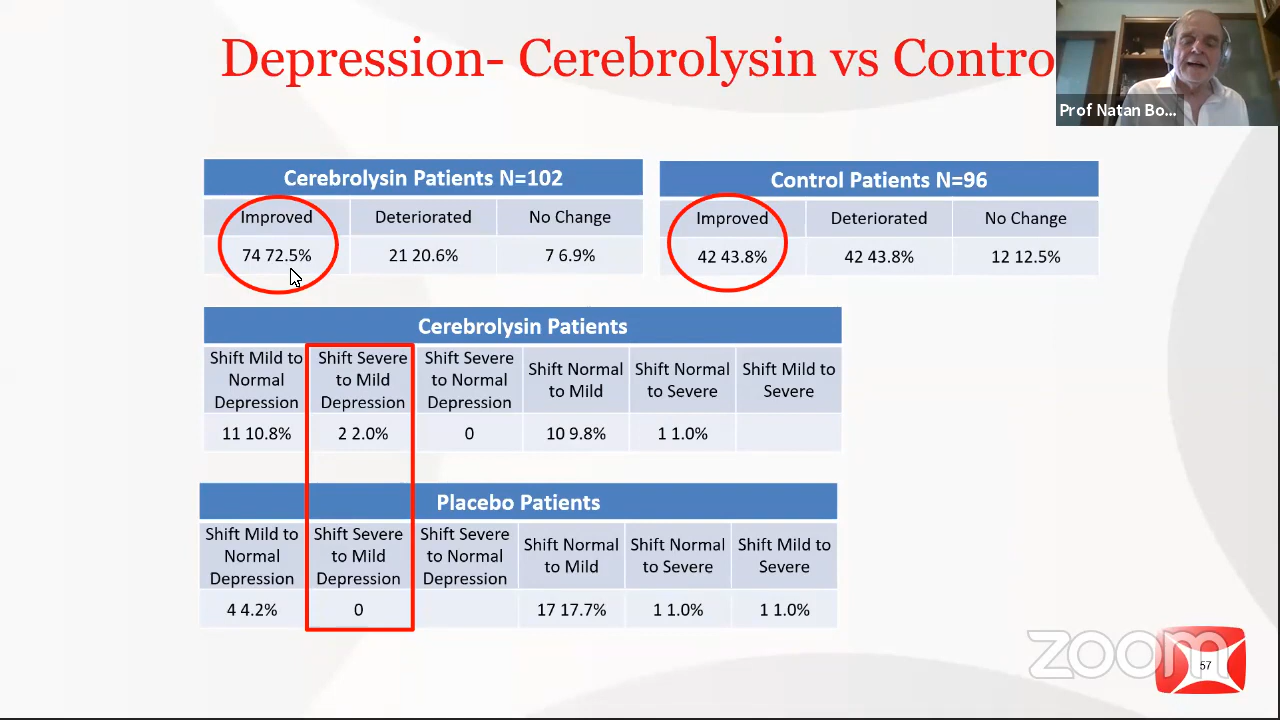 Depression- Cerebrolysin vs Contro
Prof Natan Bo...
Cerebrolysin Patients N=102
Improved Deteriorated No Change
74 72.5% 21 20.6% 7 6.9%
Control Patients N=96
Improved Deteriorated No Change
42 43.8% 42 43.8% 12 12.5%
Cerebrolysin Patients
Shift Mild to
Normal
Depression
Shift Severe
to Mild
Depression
Shift Severe
to Normal
Depression
Shift Normal
to Mild
Shift Normal
to Severe
Shift Mild to
Severe
11 10.8% 2 2.0% 0 10 9.8% 1 1.0%
Placebo Patients
Shift Mild to
Normal
Depression
Shift Severe
to Mild
Depression
Shift Severe
to Normal
Depression
Shift Normal
to Mild
Shift Normal
to Severe
Shift Mild to
Severe
4 4.2% 0 17 17.7% 1 1.0% 1 1.0%
zoom
57